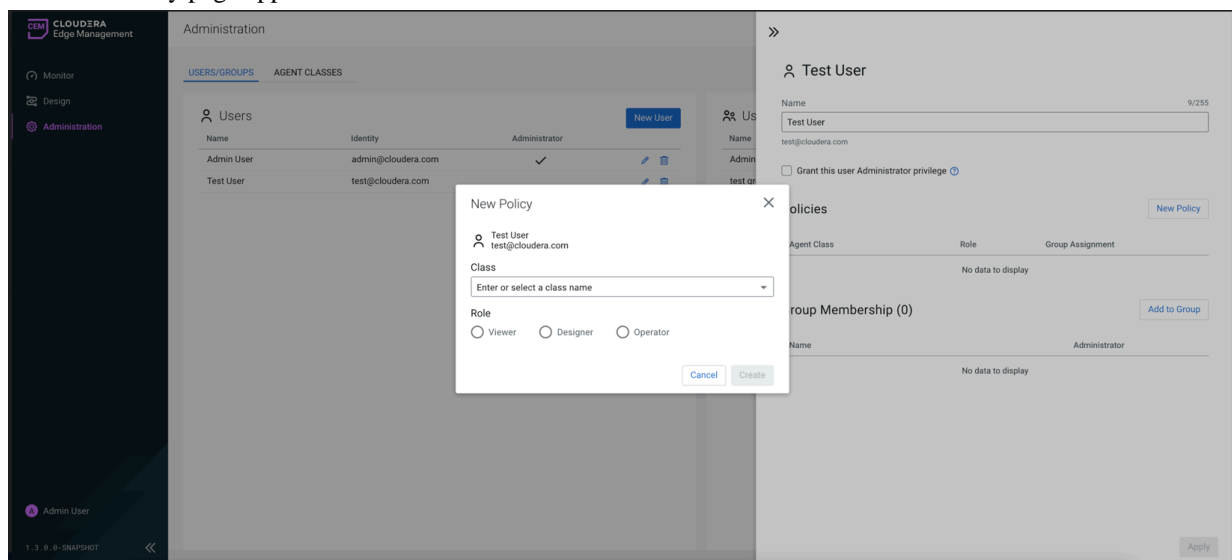 CEM CLOUDERA
Edge Management
Monitor
Design
Administration
A Admin User
1.3.0.0-SNAPSHOT
Administration
USERS/GROUPS AGENT CLASSES
Users
New User
Name Identity Administrator
Admin User admin@cloudera.com
Test User test@cloudera.com
Us
Name
Admin
test gr
New Policy
Test User
test@cloudera.com
Class
Enter or select a class name
Role
Viewer Designer Operator
Cancel Create
Test User
Name 9/255
Test User
test@cloudera.com
Grant this user Administrator privilege
olicies
New Policy
Agent Class Role Group Assignment
No data to display
roup Membership (0)
Add to Group
Name Administrator
No data to display
Apply